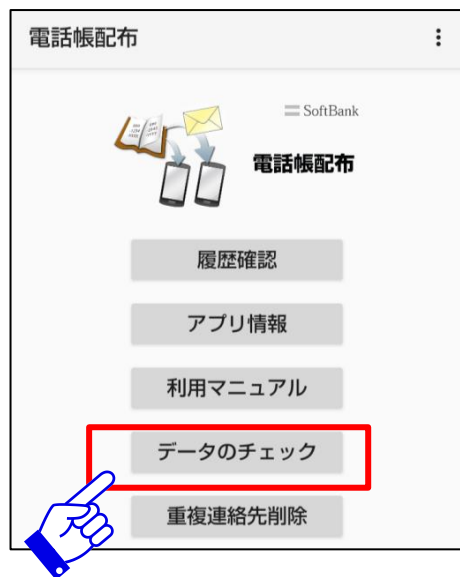 電話帳配布
SoftBank
電話帳配布
履歴確認
アプリ情報
利用マニュアル
データのチェック
重複連絡先削除